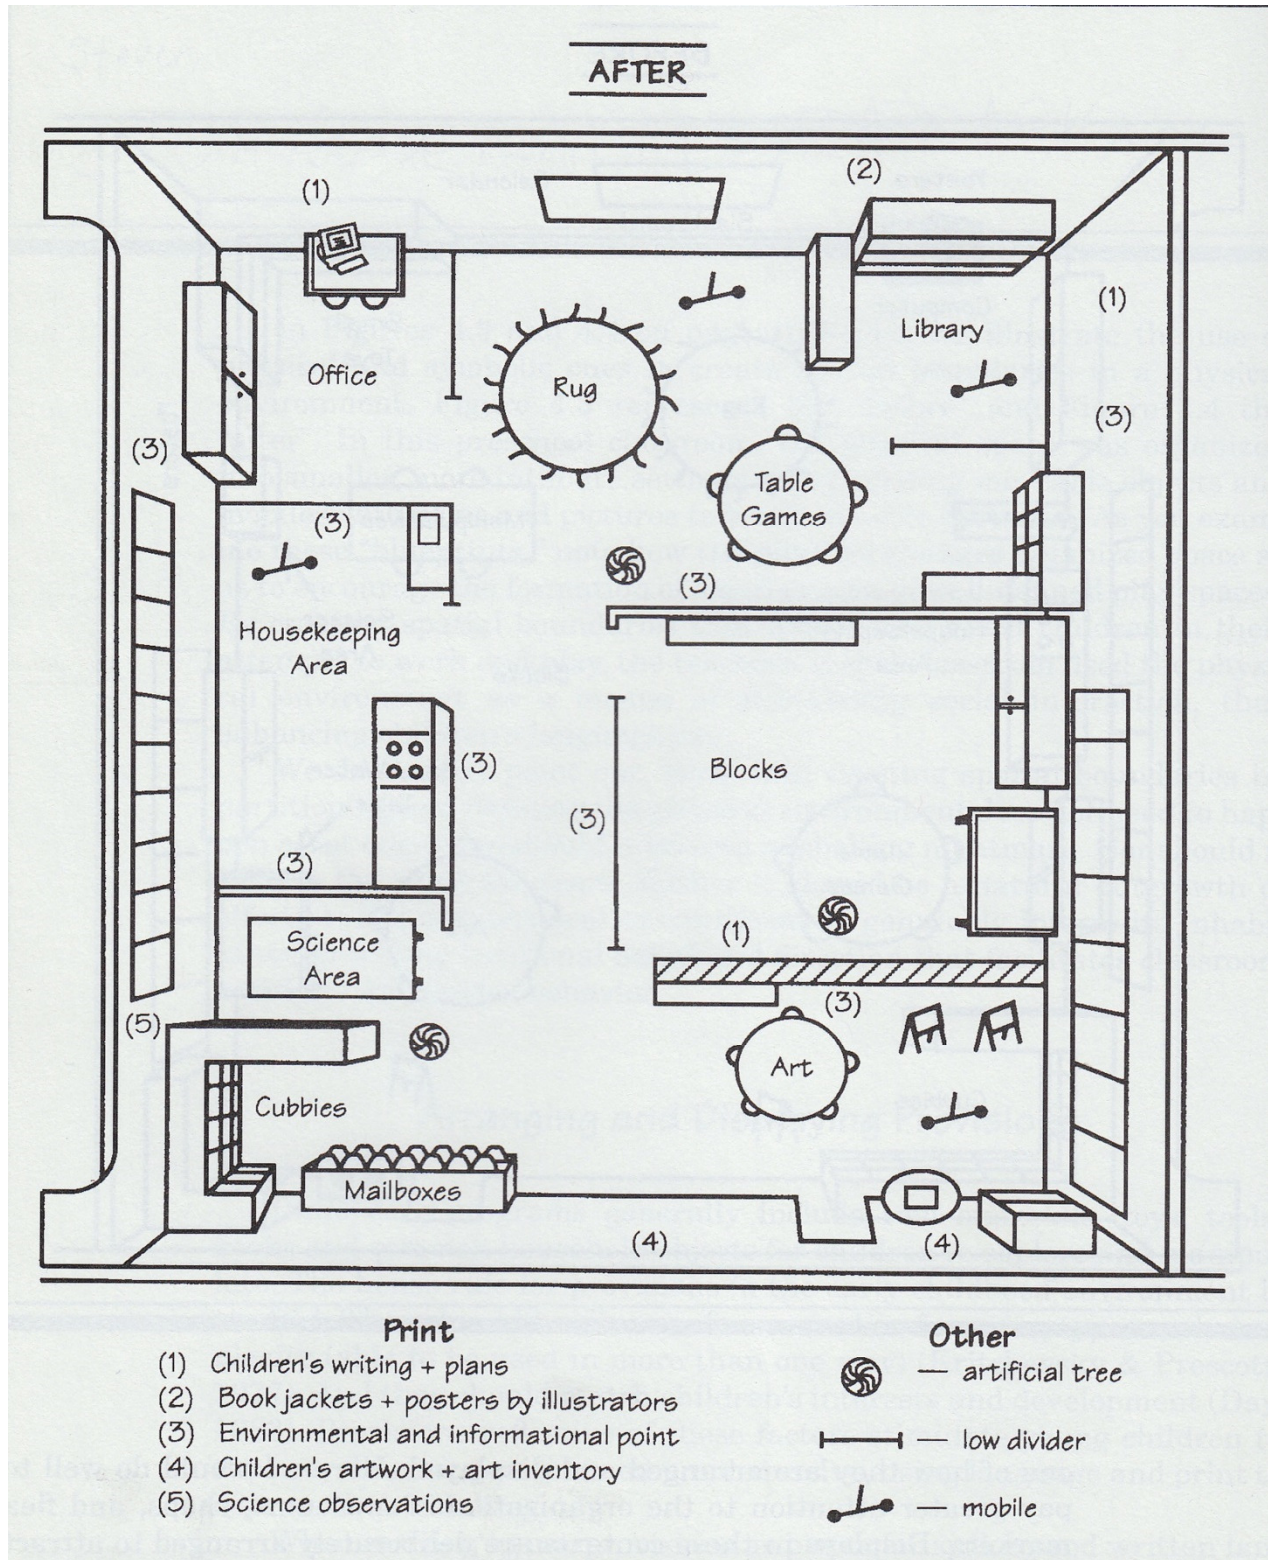 AFTER
(1)
(2)
(1)
Library
Office
Rug
(3)
(3)
Table
Games
(3)
(3)
Housekeeping
Area
(3)
Blocks
(3)
(3)
(1)
Science
Area
(3)
(5)
Art
Cubbies
Mailboxes
(4)
(4)
Print
(1) Children's writing + plans
(2) Book jackets + posters by illustrators
(3) Environmental and informational point
(4) Children's artwork + art inventory
(5) Science observations
Other
— artificial tree
— low divider
— mobile